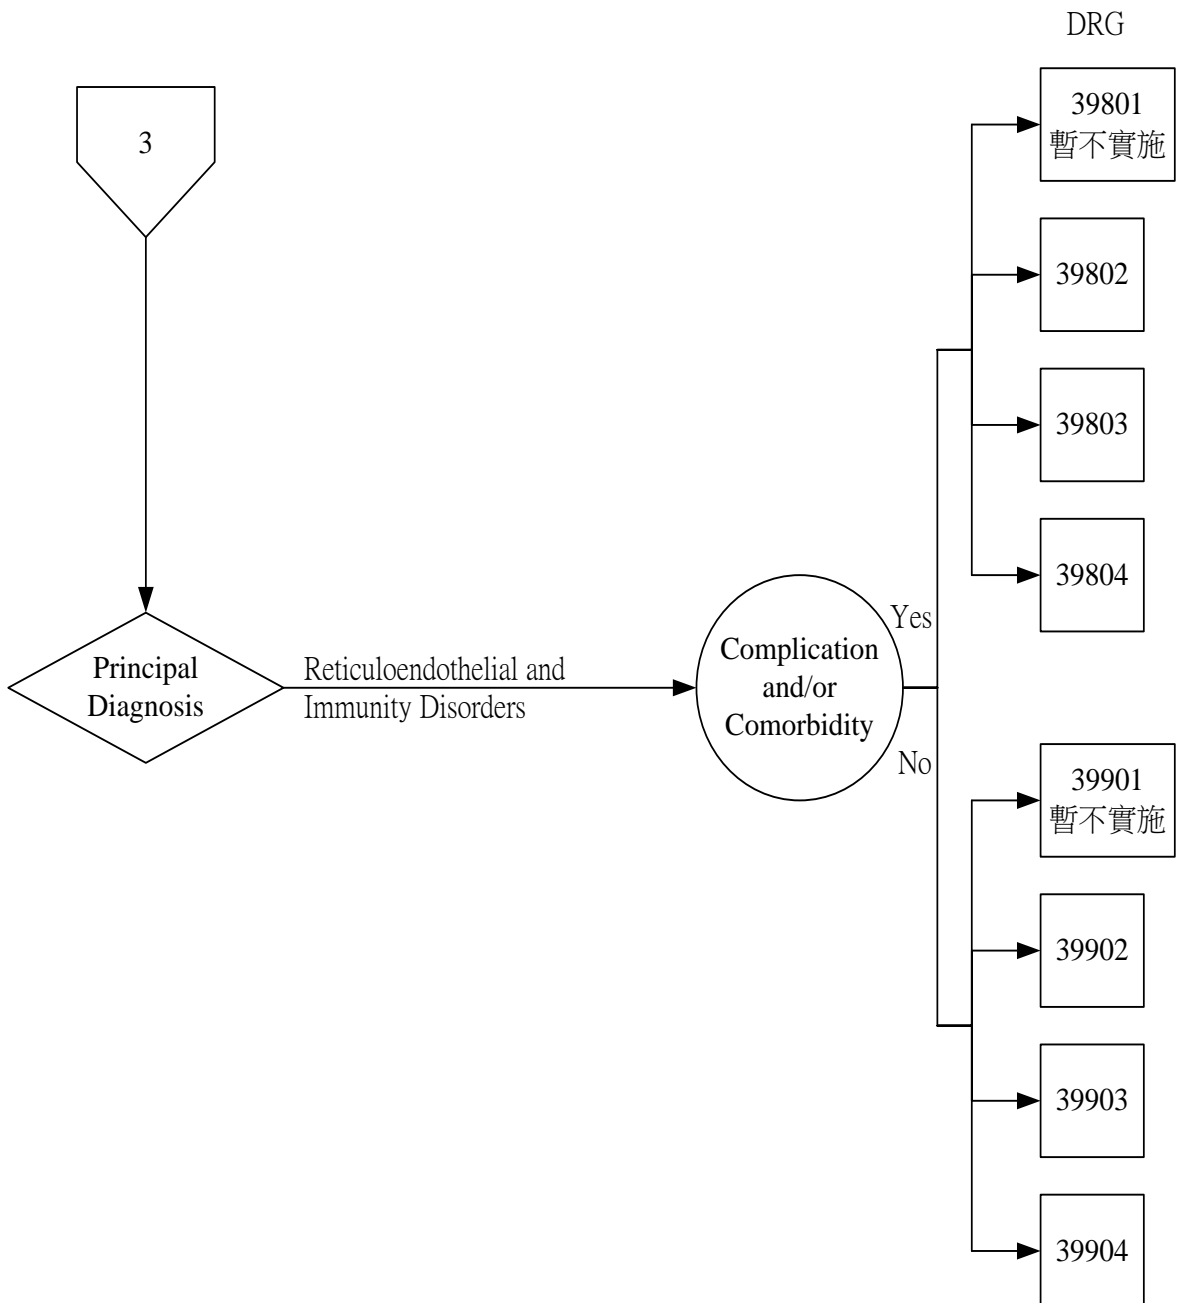 DRG
3
39801
暫不實施
39802
39803
39804
Principal
Diagnosis
Reticuloendothelial and
Immunity Disorders
Complication
and/or
Comorbidity
Yes
No
39901
暫不實施
39902
39903
39904